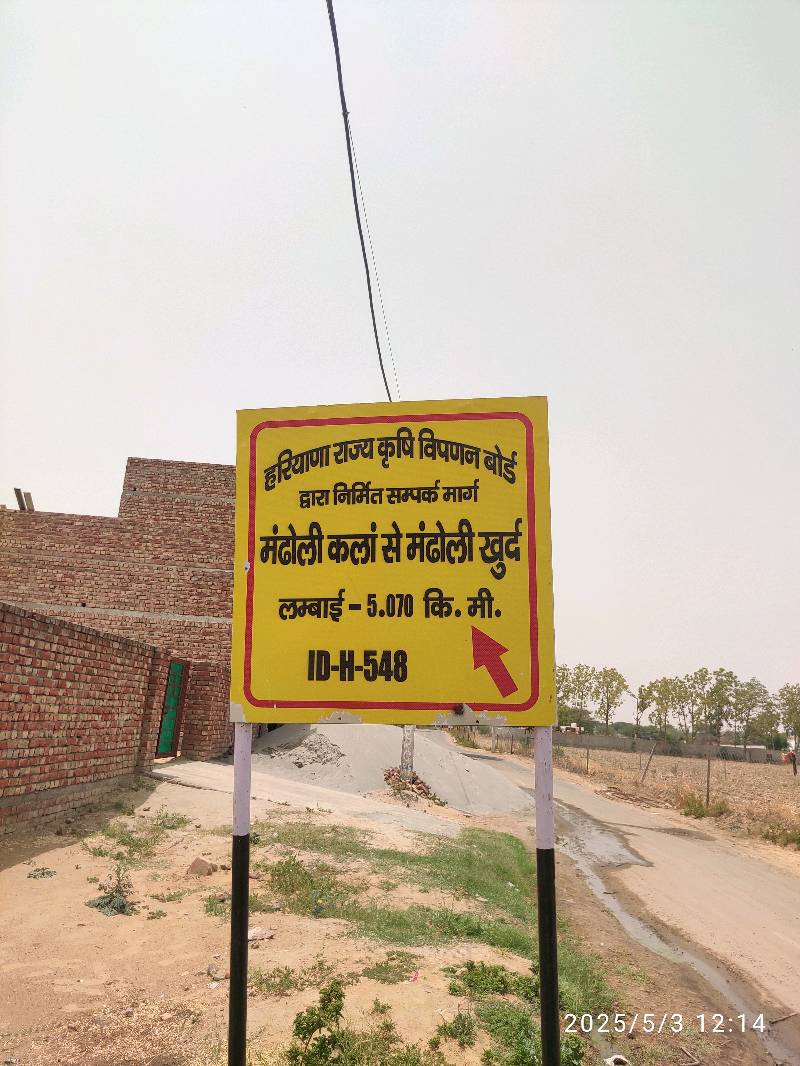 हरियाणा राज्य कृषि विपणन बोर्ड
द्वारा निर्मित सम्पर्क मार्ग
मंढोली कलां से मंढोली खुर्द
लम्बाई - 5.070 कि. मी.
ID-H-548
2025/5/3 12:14